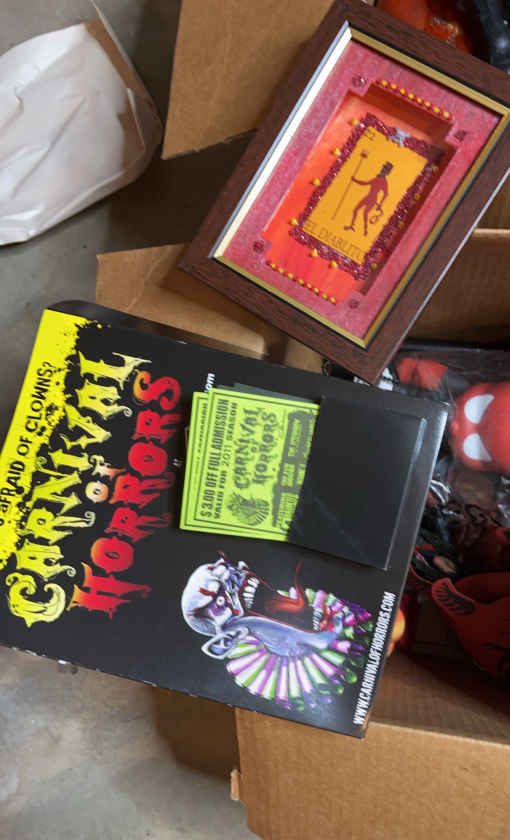 EL DIABLITO
AFRAID OF CLOWNS?
CARNIVAL
OF
HORRORS
.com
$3.00 OFF FULL ADMISSION
VALID FOR 2011 SEASON
CARNIVAL
OF
HORRORS
WWW.CARNIVALOFHORRORS.COM